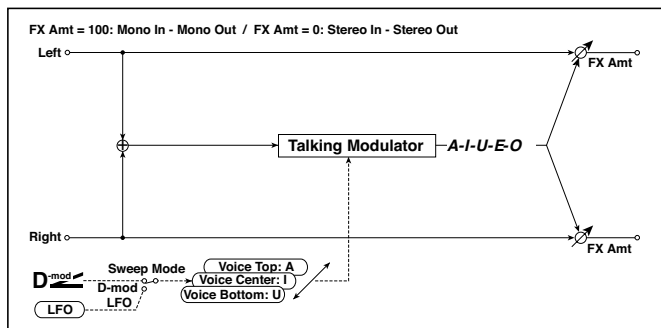 FX Amt = 100: Mono In - Mono Out / FX Amt = 0: Stereo In - Stereo Out
Left
FX Amt
Talking Modulator
A-I-U-E-O
Right
FX Amt
Sweep Mode
D-mod
D-mod
LFO
LFO
Voice Top: A
Voice Center: I
Voice Bottom: U